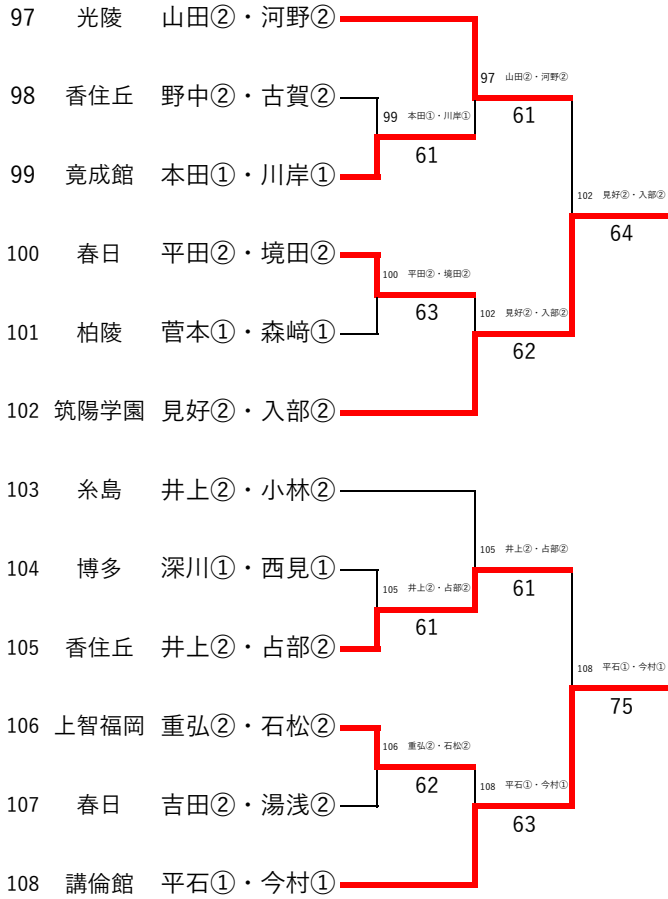 97 光陵 山田②・河野②
97 山田②・河野②
61
98 香住丘 野中②・古賀②
99 本田①・川岸①
61
99 竟成館 本田①・川岸①
102 見好②・入部②
64
100 春日 平田②・境田②
100 平田②・境田②
63
102 見好②・入部②
62
101 柏陵 菅本①・森﨑①
102 筑陽学園 見好②・入部②
103 糸島 井上②・小林②
105 井上②・占部②
61
104 博多 深川①・西見①
105 井上②・占部②
61
105 香住丘 井上②・占部②
108 平石①・今村①
75
106 上智福岡 重弘②・石松②
106 重弘②・石松②
62
108 平石①・今村①
63
107 春日 吉田②・湯浅②
108 講倫館 平石①・今村①